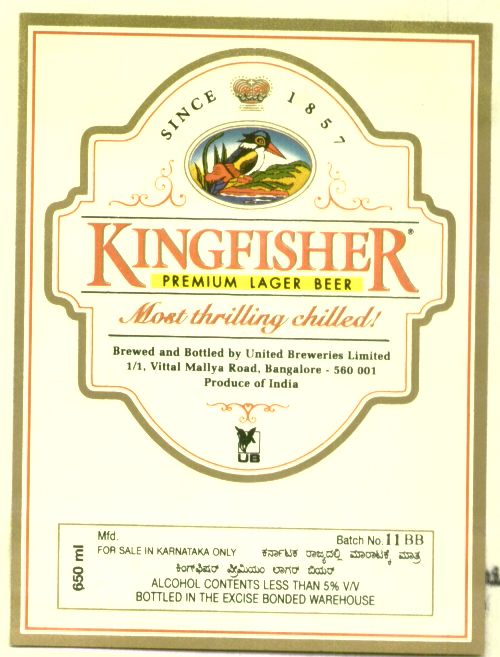 SINCE 1857
KINGFISHER®
PREMIUM LAGER BEER
Most thrilling chilled!
Brewed and Bottled by United Breweries Limited
1/1, Vittal Mallya Road, Bangalore - 560 001
Produce of India
UB
650 ml
Mfd.
Batch No. 11 BB
FOR SALE IN KARNATAKA ONLY ಕರ್ನಾಟಕ ರಾಜ್ಯದಲ್ಲಿ ಮಾರಾಟಕ್ಕೆ ಮಾತ್ರ
ಕಿಂಗ್‌ಫಿಷರ್ ಪ್ರೀಮಿಯಂ ಲಾಗರ್ ಬಿಯರ್
ALCOHOL CONTENTS LESS THAN 5% V/V
BOTTLED IN THE EXCISE BONDED WAREHOUSE